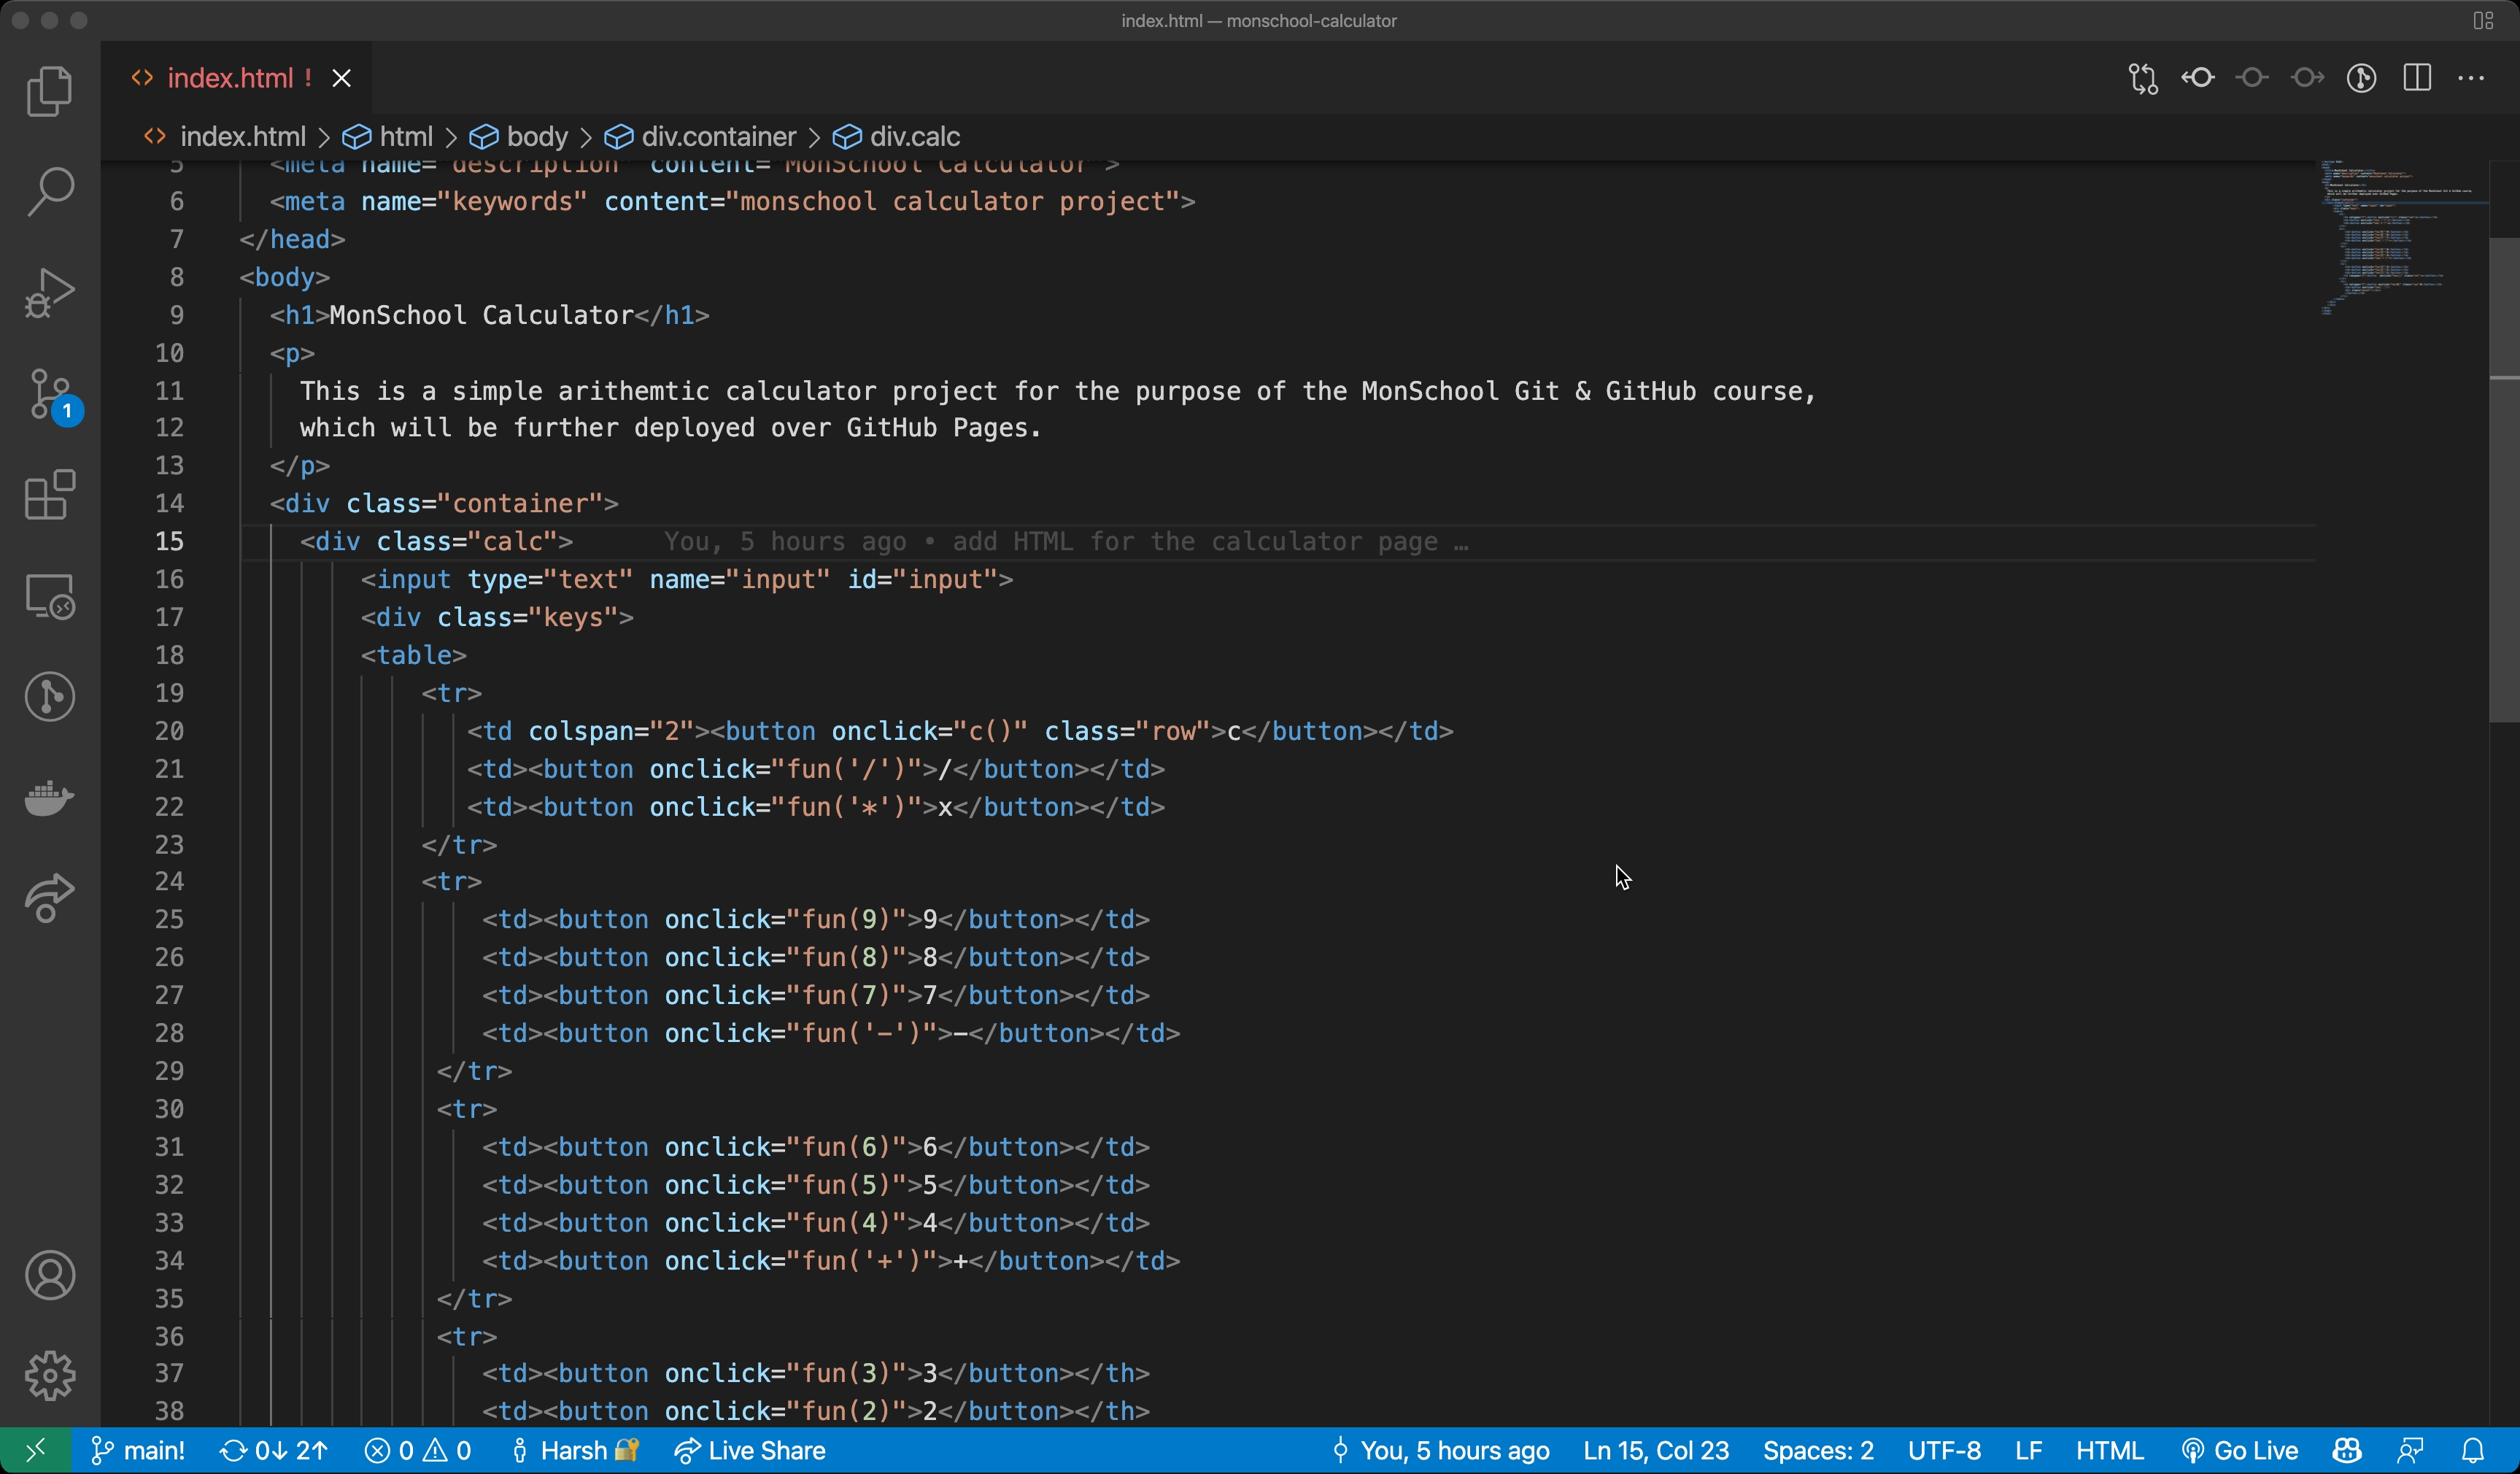 index.html — monschool-calculator
index.html !
index.html > html > body > div.container > div.calc
5 <meta name="description" content="MonSchool Calculator">
6 <meta name="keywords" content="monschool calculator project">
7 </head>
8 <body>
9 <h1>MonSchool Calculator</h1>
10 <p>
11 This is a simple arithemtic calculator project for the purpose of the MonSchool Git & GitHub course,
12 which will be further deployed over GitHub Pages.
13 </p>
14 <div class="container">
15 <div class="calc"> You, 5 hours ago • add HTML for the calculator page …
16 <input type="text" name="input" id="input">
17 <div class="keys">
18 <table>
19 <tr>
20 <td colspan="2"><button onclick="c()" class="row">c</button></td>
21 <td><button onclick="fun('/')">/</button></td>
22 <td><button onclick="fun('*')">x</button></td>
23 </tr>
24 <tr>
25 <td><button onclick="fun(9)">9</button></td>
26 <td><button onclick="fun(8)">8</button></td>
27 <td><button onclick="fun(7)">7</button></td>
28 <td><button onclick="fun('-')">-</button></td>
29 </tr>
30 <tr>
31 <td><button onclick="fun(6)">6</button></td>
32 <td><button onclick="fun(5)">5</button></td>
33 <td><button onclick="fun(4)">4</button></td>
34 <td><button onclick="fun('+')">+</button></td>
35 </tr>
36 <tr>
37 <td><button onclick="fun(3)">3</button></th>
38 <td><button onclick="fun(2)">2</button></th>
1
main! 0↓ 2↑ 0 0 Harsh 🔐 Live Share You, 5 hours ago Ln 15, Col 23 Spaces: 2 UTF-8 LF HTML Go Live